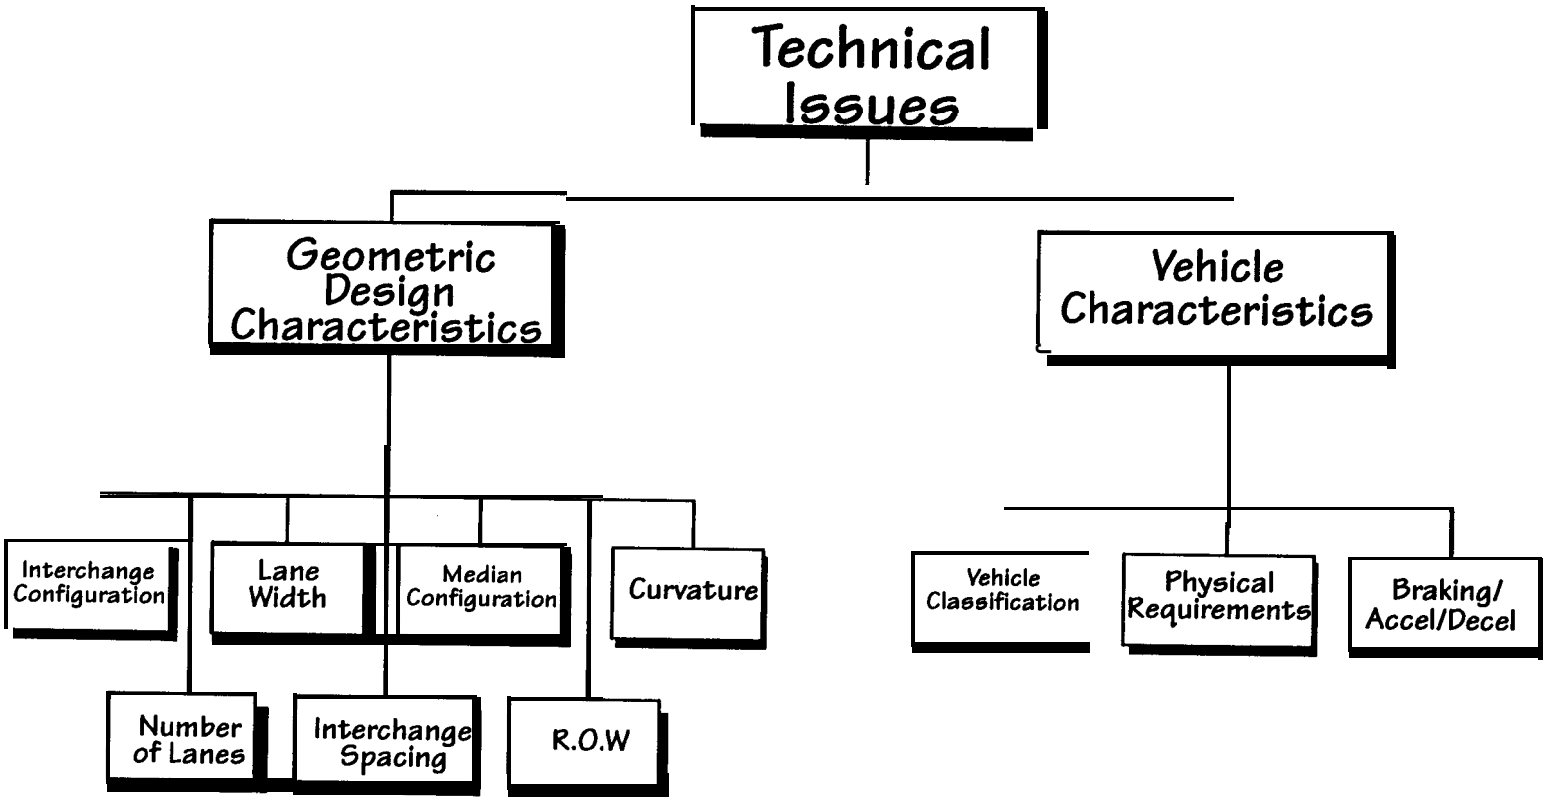 Technical
Issues
Geometric
Design
Characteristics
Vehicle
Characteristics
Interchange
Configuration
Lane
Width
Median
Configuration
Curvature
Vehicle
Classification
Physical
Requirements
Braking/
Accel/Decel
Number
of Lanes
Interchange
Spacing
R.O.W